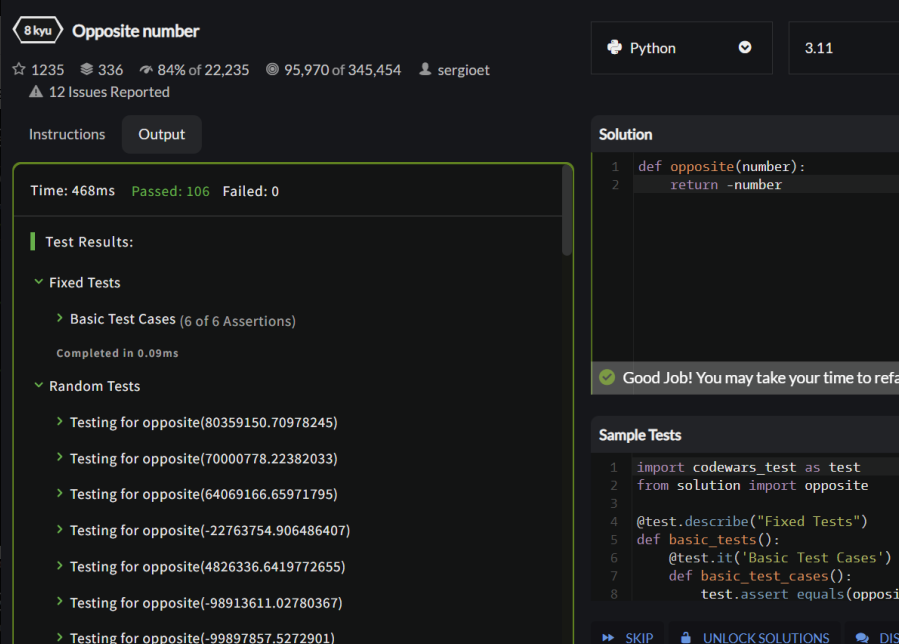 8 kyu Opposite number
1235 336 84% of 22,235 95,970 of 345,454 sergioet
12 Issues Reported
Instructions Output
Time: 468ms Passed: 106 Failed: 0
Test Results:
Fixed Tests
Basic Test Cases (6 of 6 Assertions)
Completed in 0.09ms
Random Tests
Testing for opposite(80359150.70978245)
Testing for opposite(70000778.22382033)
Testing for opposite(64069166.65971795)
Testing for opposite(-22763754.906486407)
Testing for opposite(4826336.6419772655)
Testing for opposite(-98913611.02780367)
Testing for opposite(-99897857.5272901)
Python 3.11
Solution
1 def opposite(number):
2 return -number
Good Job! You may take your time to refa
Sample Tests
1 import codewars_test as test
2 from solution import opposite
3
4 @test.describe("Fixed Tests")
5 def basic_tests():
6 @test.it('Basic Test Cases')
7 def basic_test_cases():
8 test.assert_equals(opposi
SKIP UNLOCK SOLUTIONS DIS